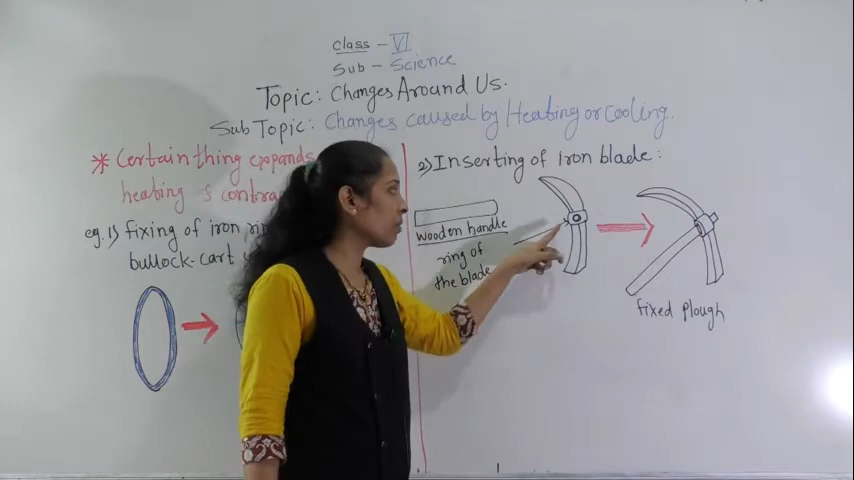 class - VI
Sub - Science
Topic: Changes Around Us.
Sub Topic: Changes caused by Heating or Cooling.
* Certain thing expands
heating & contra
eg. 1) fixing of iron rim
bullock-cart
2) Inserting of Iron blade:
wooden handle
ring of
the blade
fixed plough